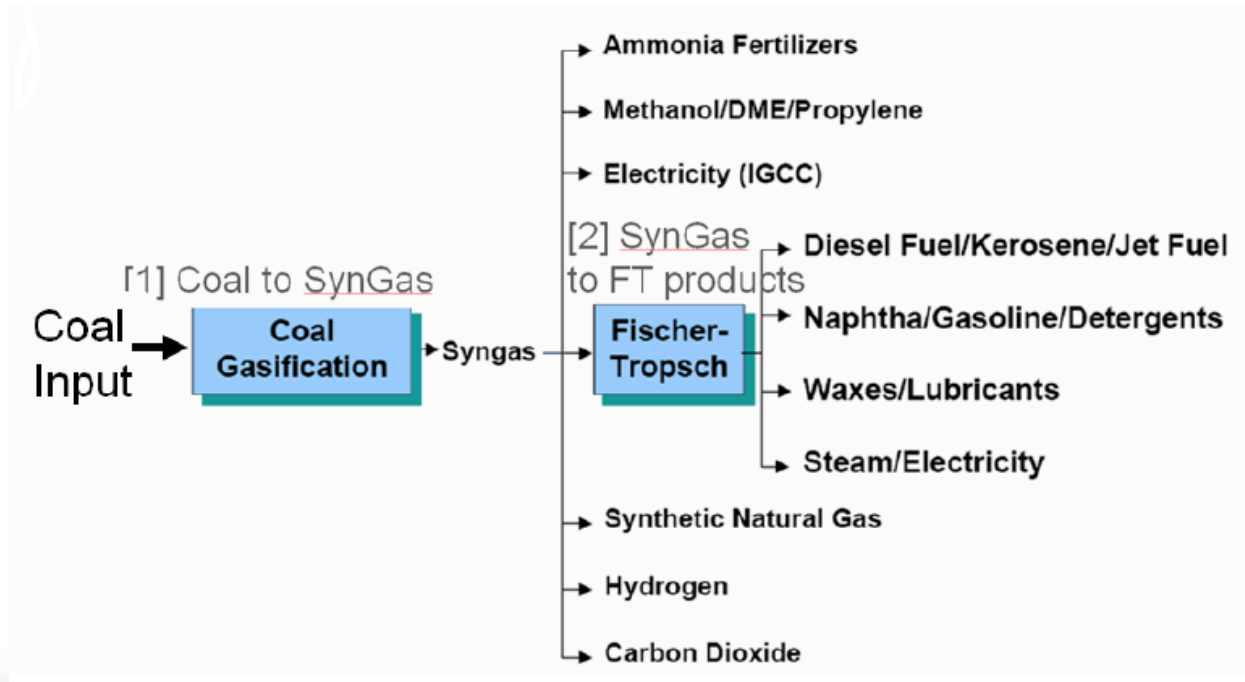 Ammonia Fertilizers
Methanol/DME/Propylene
Electricity (IGCC)
[2] SynGas
to FT products
Diesel Fuel/Kerosene/Jet Fuel
[1] Coal to SynGas
Coal
Input
Coal
Gasification
Syngas
Fischer-
Tropsch
Naphtha/Gasoline/Detergents
Waxes/Lubricants
Steam/Electricity
Synthetic Natural Gas
Hydrogen
Carbon Dioxide